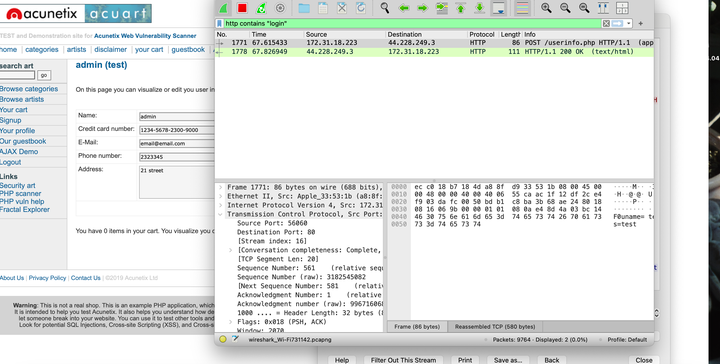 acunetix acuart
TEST and Demonstration site for Acunetix Web Vulnerability Scanner
home categories artists disclaimer your cart guestbook
search art
go
Browse categories
Browse artists
Your cart
Signup
Your profile
Our guestbook
AJAX Demo
Logout
Links
Security art
PHP scanner
PHP vuln help
Fractal Explorer
admin (test)
On this page you can visualize or edit you user in
Name: admin
Credit card number: 1234-5678-2300-9000
E-Mail: email@email.com
Phone number: 2323345
Address: 21 street
You have 0 items in your cart. You visualize you c
About Us | Privacy Policy | Contact Us | ©2019 Acunetix Ltd
Warning: This is not a real shop. This is an example PHP application, which
is intended to help you test Acunetix. It also helps you understand how de
let someone break into your website. You can use it to test other tools and
Look for potential SQL Injections, Cross-site Scripting (XSS), and Cross-si
http contains "login"
No. Time Source Destination Protocol Length Info
1771 67.615433 172.31.18.223 44.228.249.3 HTTP 86 POST /userinfo.php HTTP/1.1 (app
1778 67.826949 44.228.249.3 172.31.18.223 HTTP 111 HTTP/1.1 200 OK (text/html)
Frame 1771: 86 bytes on wire (688 bits),
Ethernet II, Src: Apple_33:53:1b (a8:8f:
Internet Protocol Version 4, Src: 172.31
Transmission Control Protocol, Src Port:
Source Port: 56060
Destination Port: 80
[Stream index: 16]
[Conversation completeness: Complete,
[TCP Segment Len: 20]
Sequence Number: 561 (relative seq
Sequence Number (raw): 3182545082
[Next Sequence Number: 581 (relative
Acknowledgment Number: 1 (relative
Acknowledgment number (raw): 996716068
1000 .... = Header Length: 32 bytes (8
Flags: 0x018 (PSH, ACK)
Window: 2070
0000 ec c0 18 b7 18 4d a8 8f d9 33 53 1b 08 00 45 00
0010 00 48 00 00 40 00 40 06 55 ca ac 1f 12 df 2c e4
0020 f9 03 da fc 00 50 bd b1 c8 ba 3b 68 ae 24 80 18
0030 08 16 06 9b 00 00 01 01 08 0a e4 8d 4a 03 bc 14
0040 46 30 75 6e 61 6d 65 3d 74 65 73 74 26 70 61 73
0050 73 3d 74 65 73 74
F0uname= te
s=test
Frame (86 bytes) Reassembled TCP (580 bytes)
wireshark_Wi-Fi731142.pcapng Packets: 9764 · Displayed: 2 (0.0%) Profile: Default
Help Filter Out This Stream Print Save as... Back Close
.04